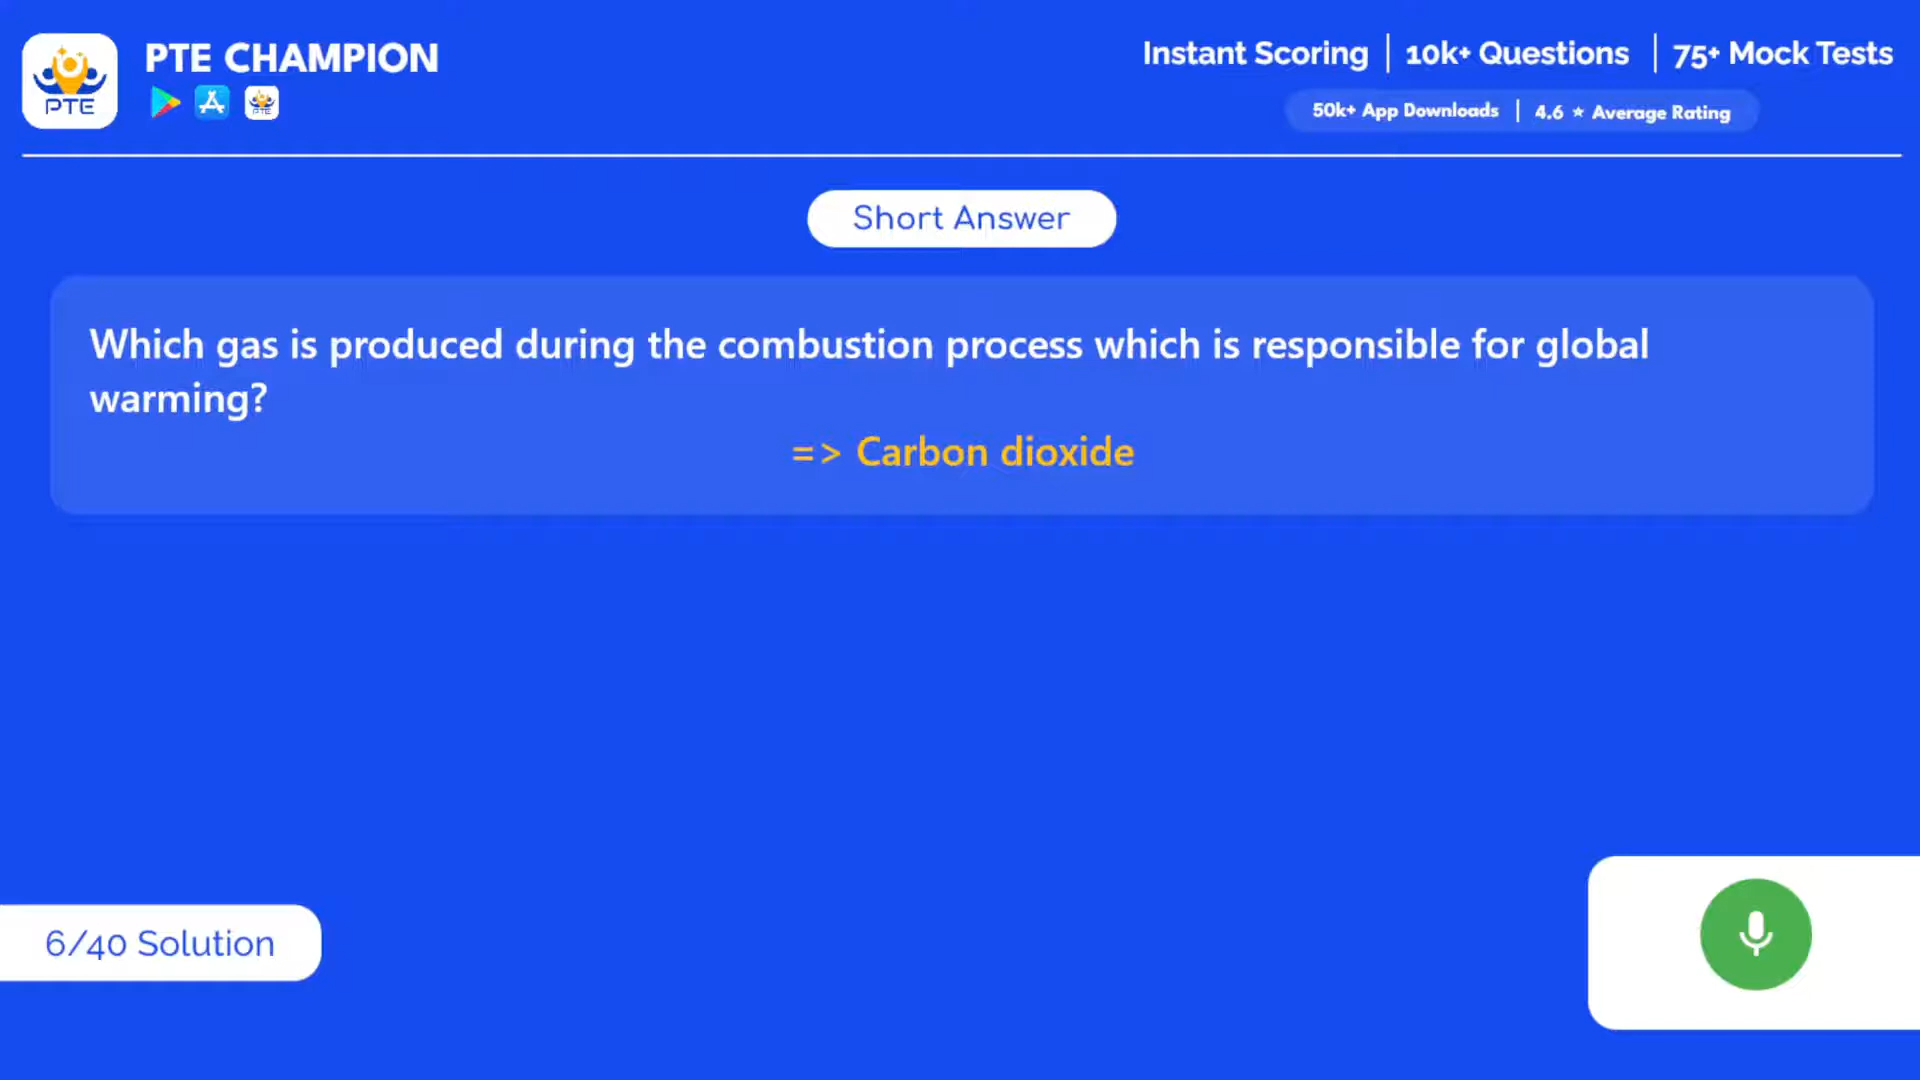 PTE CHAMPION
PTE
PTE
Instant Scoring | 10k+ Questions | 75+ Mock Tests
50k+ App Downloads | 4.6 ★ Average Rating
Short Answer
Which gas is produced during the combustion process which is responsible for global
warming?
=> Carbon dioxide
6/40 Solution